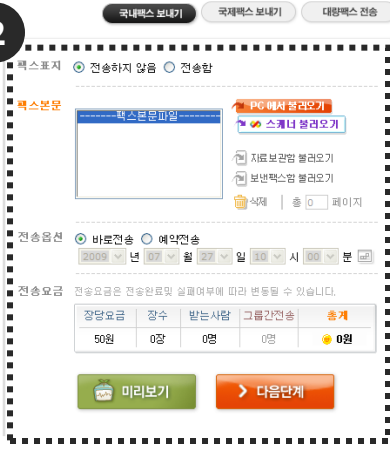 국내팩스 보내기 국제팩스 보내기 대량팩스 전송
2
팩스표지 전송하지 않음 전송함
팩스본문 -------팩스본문파일-------- PC에서 불러오기
스캐너 불러오기
자료보관함 불러오기
보낸팩스함 불러오기
삭제 | 총 0 페이지
전송옵션 바로전송 예약전송
2009 년 07 월 27 일 10 시 00 분
전송요금 전송요금은 전송완료및 실패여부에 따라 변동될 수 있습니다.
장당요금 장수 받는사람 그룹간전송 총계
50원 0장 0명 0명 0원
미리보기 다음단계